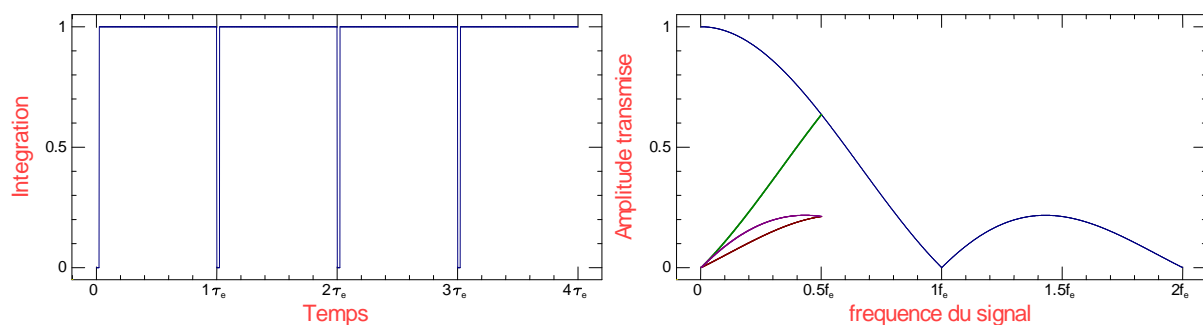 Integration
1
0.5
0
0 1τe 2τe 3τe 4τe
Temps
Amplitude transmise
1
0.5
0
0 0.5fe 1fe 1.5fe 2fe
frequence du signal